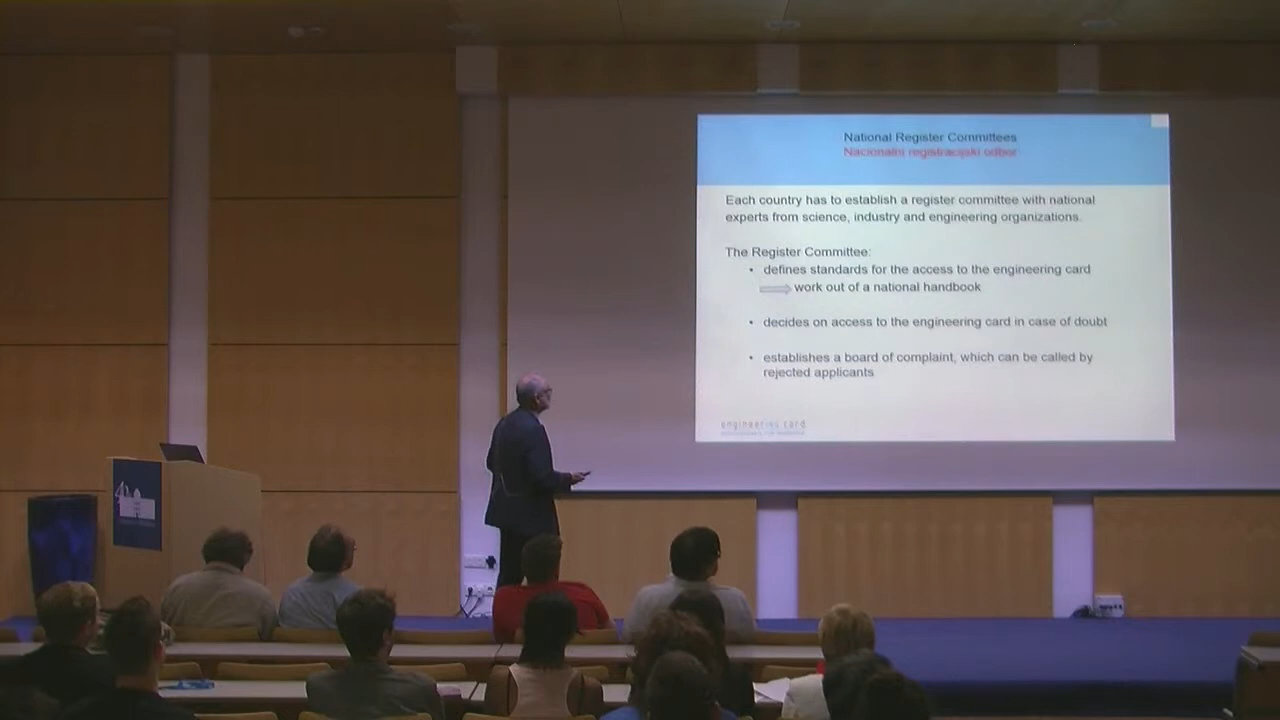 National Register Committees
Nacionalni registracijski odbor
Each country has to establish a register committee with national
experts from science, industry and engineering organizations.
The Register Committee:
• defines standards for the access to the engineering card
work out of a national handbook
• decides on access to the engineering card in case of doubt
• establishes a board of complaint, which can be called by
rejected applicants
engineering card